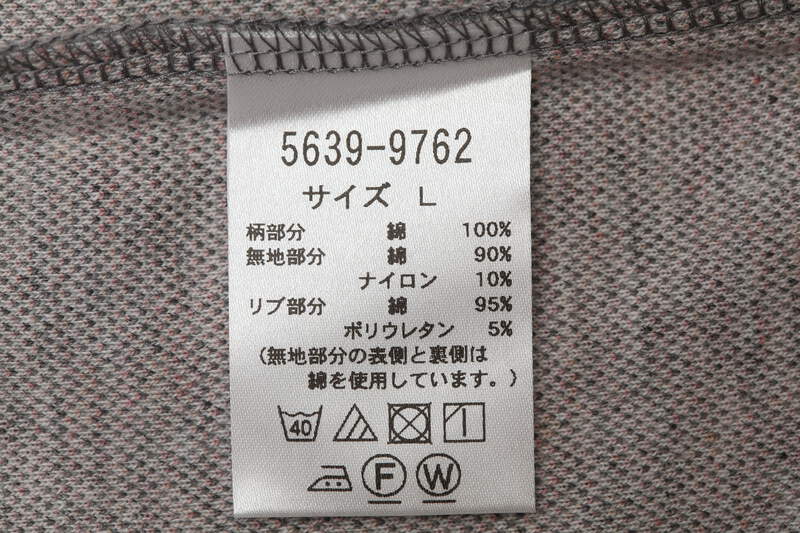 5639-9762
サイズ L
柄部分 綿 100%
無地部分 綿 90%
ナイロン 10%
リブ部分 綿 95%
ポリウレタン 5%
(無地部分の表側と裏側は
綿を使用しています。)
40
F W